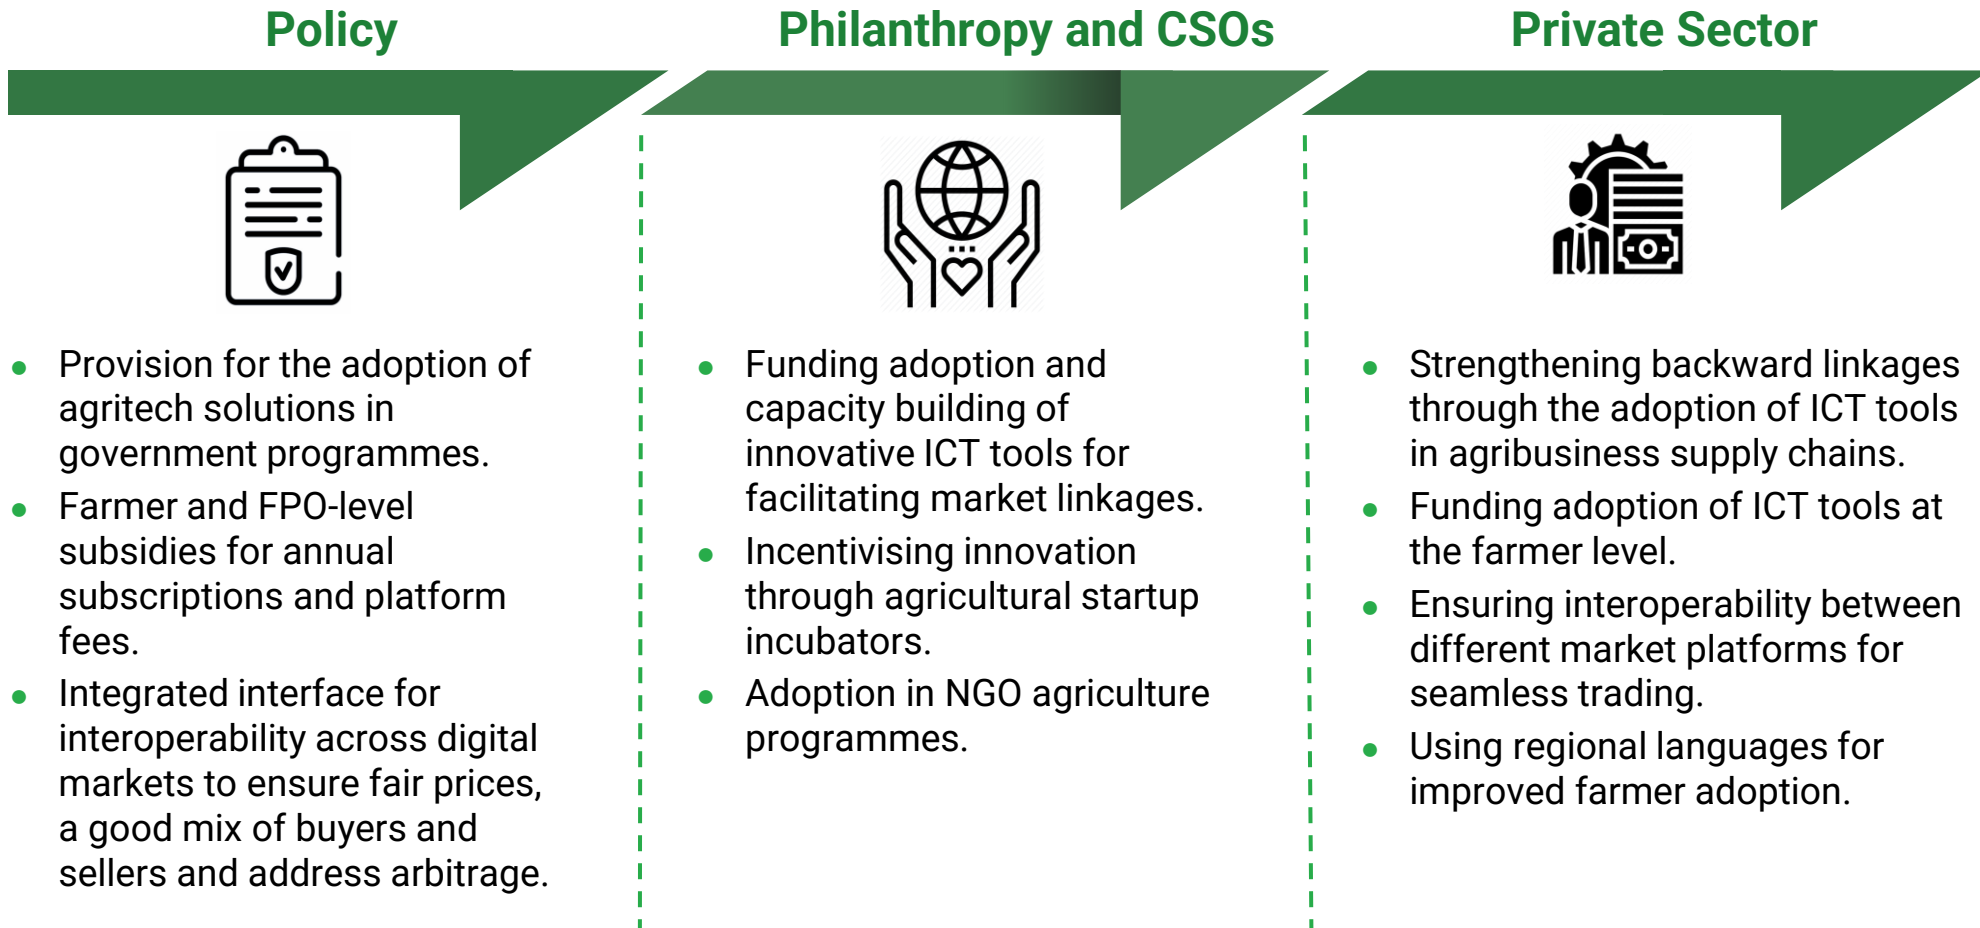 Policy
Provision for the adoption of
agritech solutions in
government programmes.
Farmer and FPO-level
subsidies for annual
subscriptions and platform
fees.
Integrated interface for
interoperability across digital
markets to ensure fair prices,
a good mix of buyers and
sellers and address arbitrage.
Philanthropy and CSOs
Funding adoption and
capacity building of
innovative ICT tools for
facilitating market linkages.
Incentivising innovation
through agricultural startup
incubators.
Adoption in NGO agriculture
programmes.
Private Sector
Strengthening backward linkages
through the adoption of ICT tools
in agribusiness supply chains.
Funding adoption of ICT tools at
the farmer level.
Ensuring interoperability between
different market platforms for
seamless trading.
Using regional languages for
improved farmer adoption.